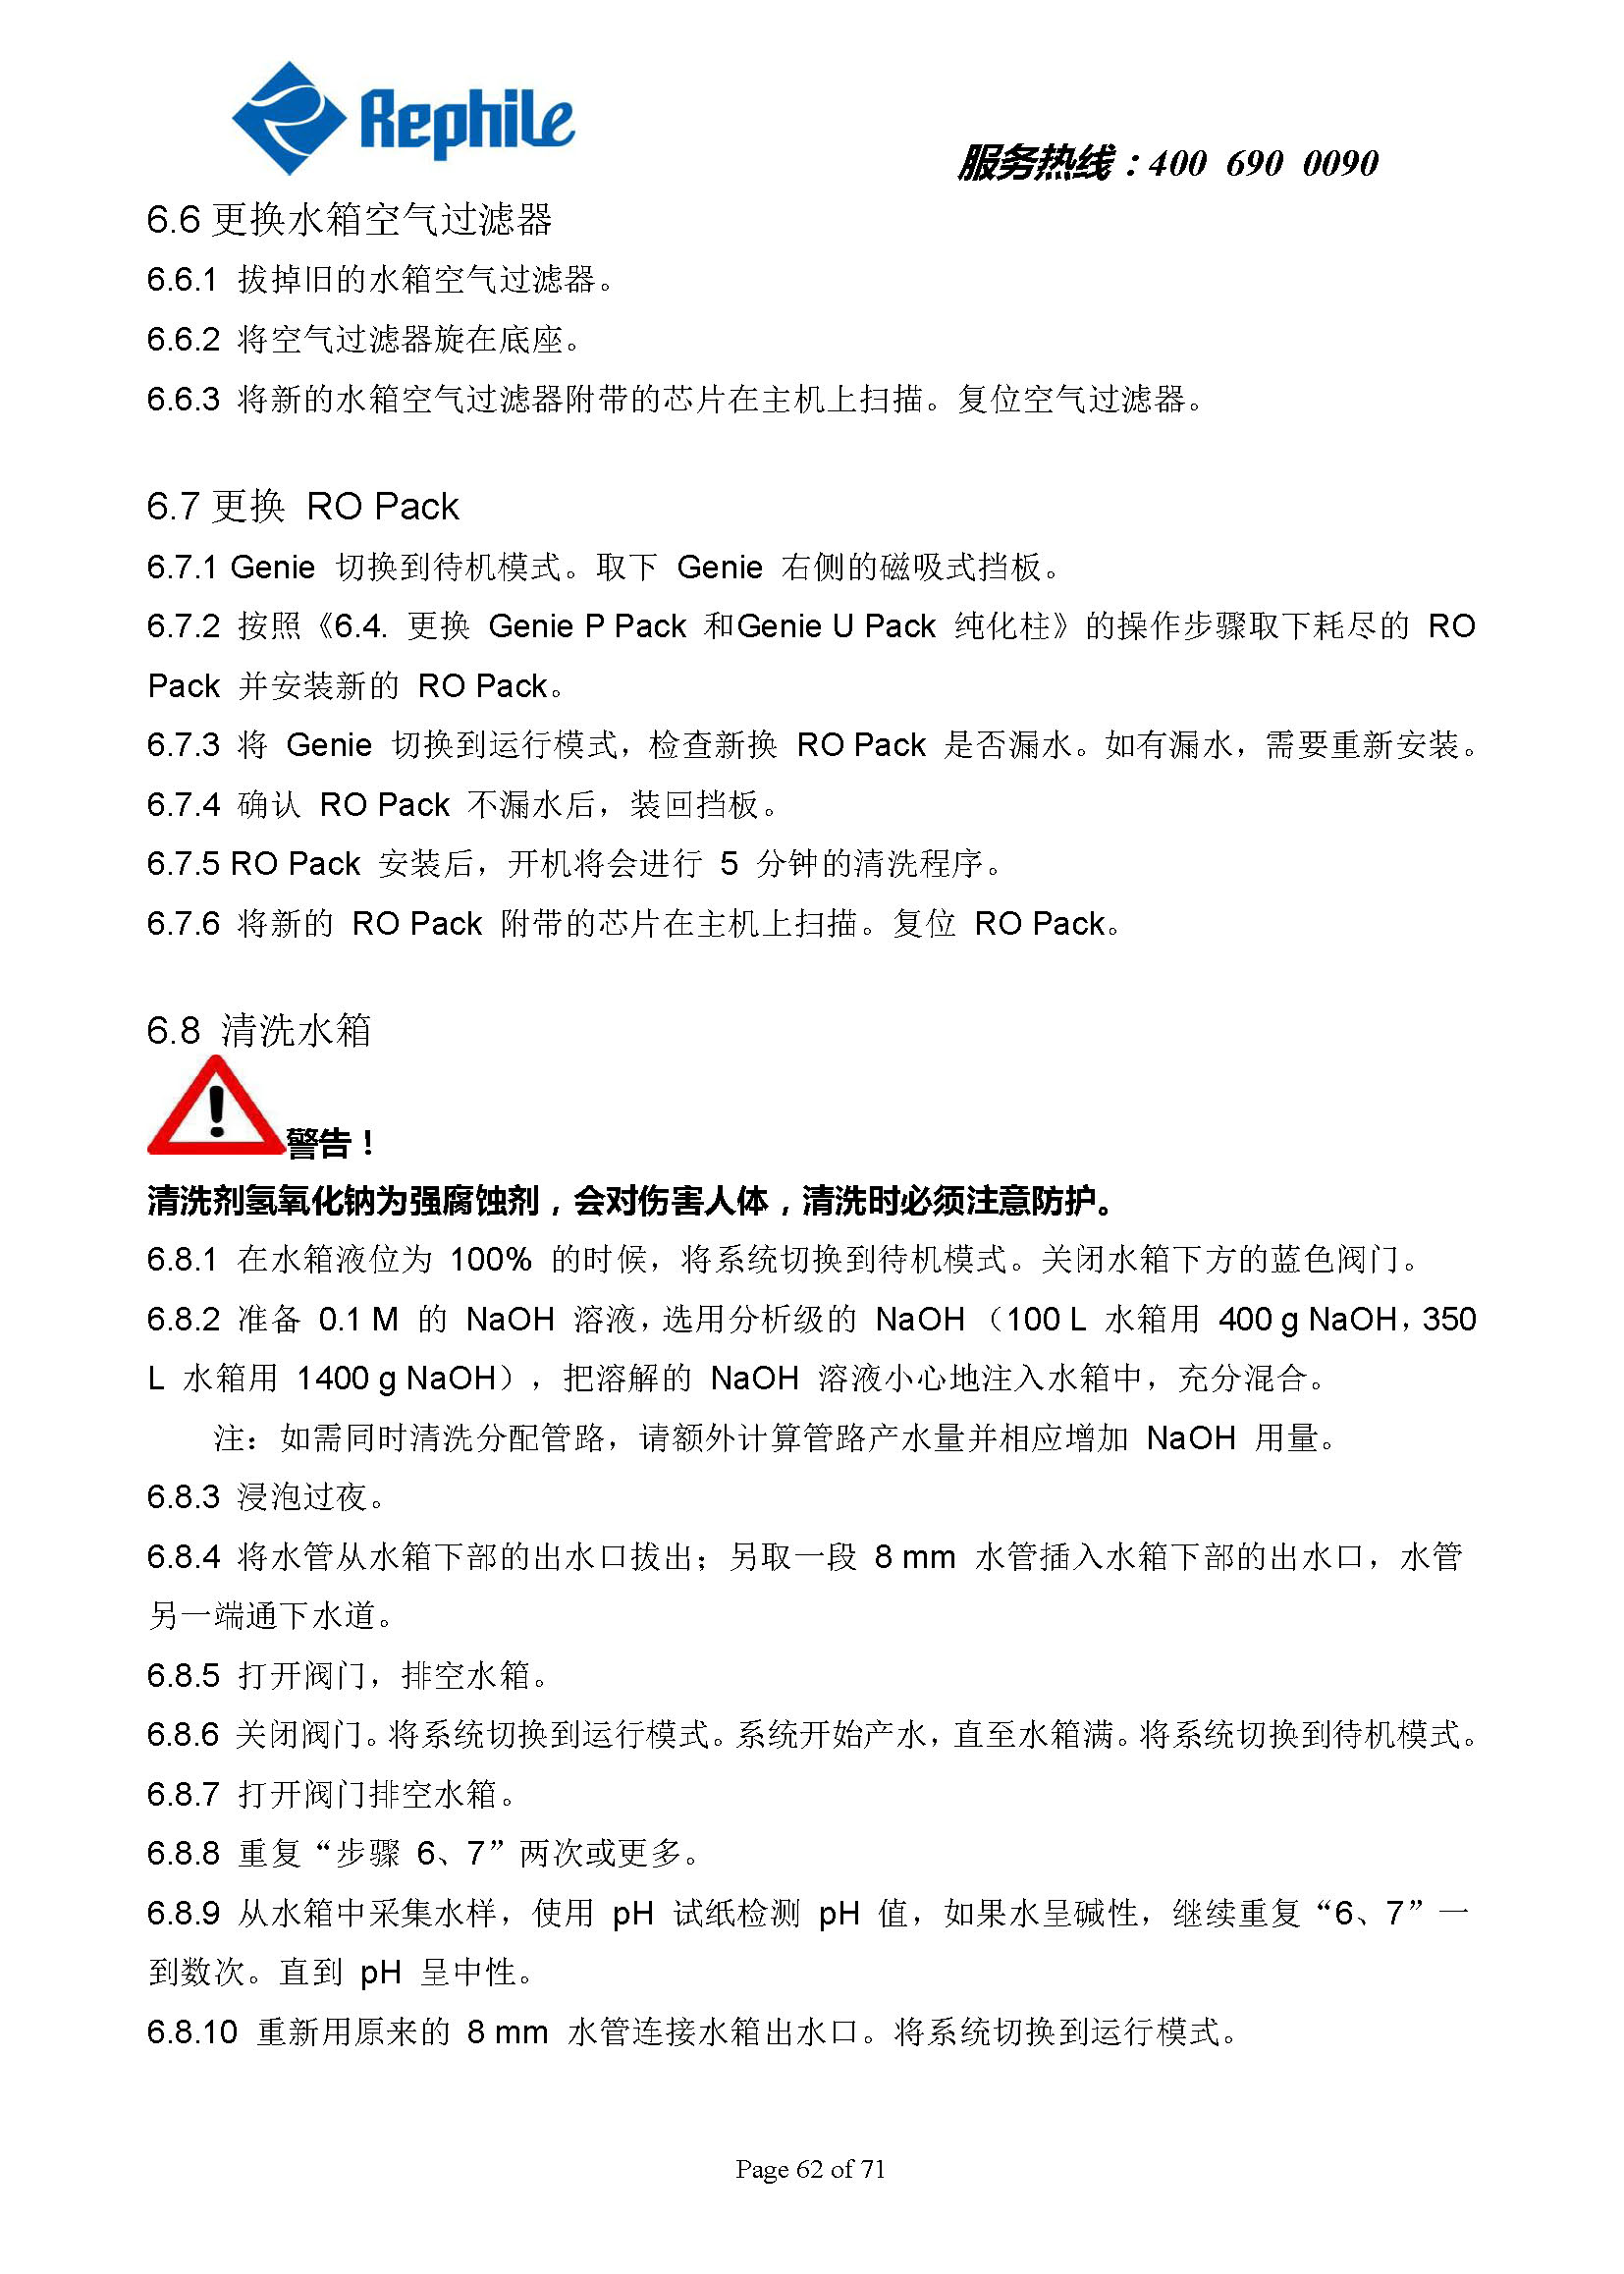 Rephile
服务热线：400 690 0090
6.6更换水箱空气过滤器
6.6.1 拔掉旧的水箱空气过滤器。
6.6.2 将空气过滤器旋在底座。
6.6.3 将新的水箱空气过滤器附带的芯片在主机上扫描。复位空气过滤器。
6.7更换 RO Pack
6.7.1 Genie 切换到待机模式。取下 Genie 右侧的磁吸式挡板。
6.7.2 按照《6.4. 更换 Genie P Pack 和Genie U Pack 纯化柱》的操作步骤取下耗尽的 RO
Pack 并安装新的 RO Pack。
6.7.3 将 Genie 切换到运行模式，检查新换 RO Pack 是否漏水。如有漏水，需要重新安装。
6.7.4 确认 RO Pack 不漏水后，装回挡板。
6.7.5 RO Pack 安装后，开机将会进行 5 分钟的清洗程序。
6.7.6 将新的 RO Pack 附带的芯片在主机上扫描。复位 RO Pack。
6.8 清洗水箱
警告！
清洗剂氢氧化钠为强腐蚀剂，会对伤害人体，清洗时必须注意防护。
6.8.1 在水箱液位为 100% 的时候，将系统切换到待机模式。关闭水箱下方的蓝色阀门。
6.8.2 准备 0.1 M 的 NaOH 溶液，选用分析级的 NaOH（100 L 水箱用 400 g NaOH，350
L 水箱用 1400 g NaOH），把溶解的 NaOH 溶液小心地注入水箱中，充分混合。
注：如需同时清洗分配管路，请额外计算管路产水量并相应增加 NaOH 用量。
6.8.3 浸泡过夜。
6.8.4 将水管从水箱下部的出水口拔出；另取一段 8 mm 水管插入水箱下部的出水口，水管
另一端通下水道。
6.8.5 打开阀门，排空水箱。
6.8.6 关闭阀门。将系统切换到运行模式。系统开始产水，直至水箱满。将系统切换到待机模式。
6.8.7 打开阀门排空水箱。
6.8.8 重复“步骤 6、7”两次或更多。
6.8.9 从水箱中采集水样，使用 pH 试纸检测 pH 值，如果水呈碱性，继续重复“6、7”一
到数次。直到 pH 呈中性。
6.8.10 重新用原来的 8 mm 水管连接水箱出水口。将系统切换到运行模式。
Page 62 of 71